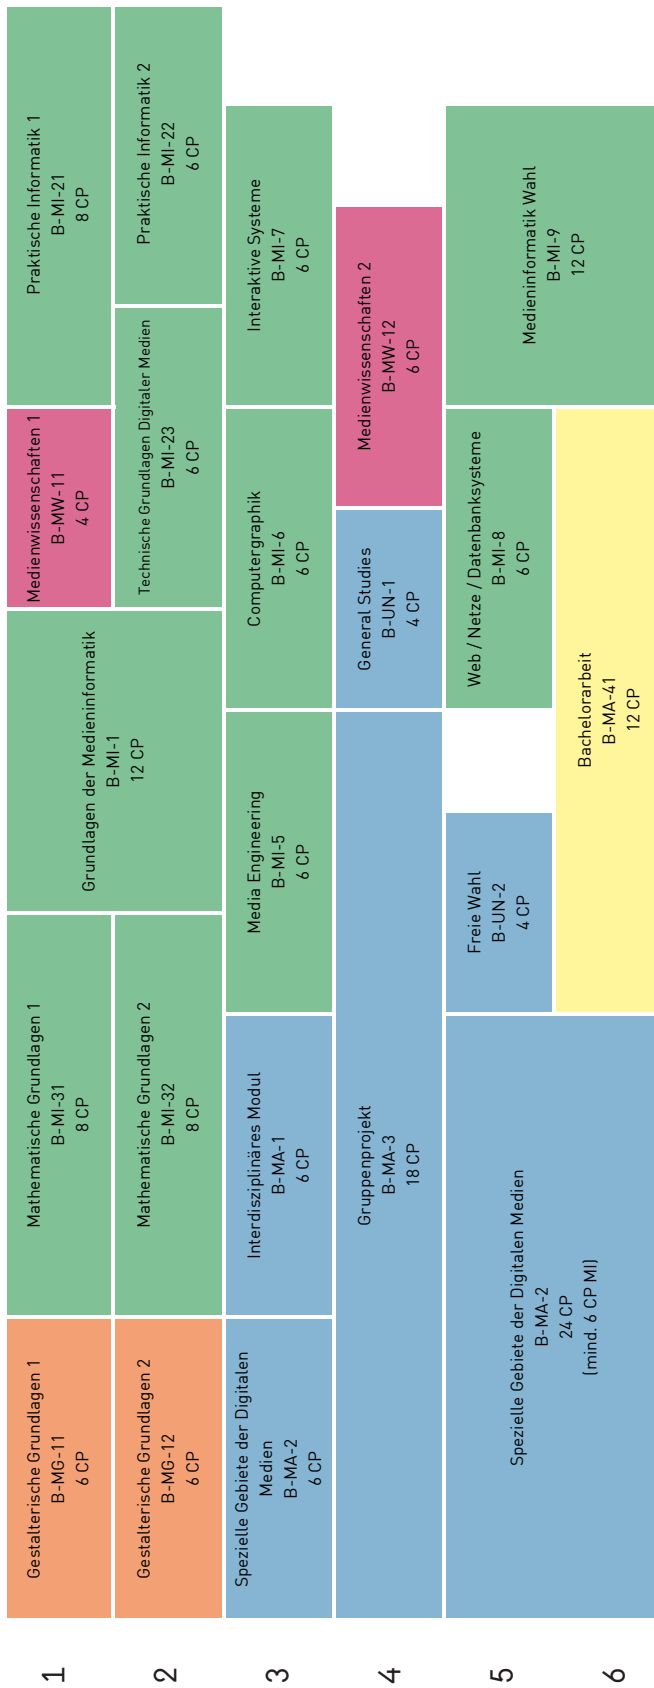 1
Gestalterische Grundlagen 1
B-MG-11
6 CP
Mathematische Grundlagen 1
B-MI-31
8 CP
Grundlagen der Medieninformatik
B-MI-1
12 CP
Medienwissenschaften 1
B-MW-11
4 CP
Praktische Informatik 1
B-MI-21
8 CP
2
Gestalterische Grundlagen 2
B-MG-12
6 CP
Mathematische Grundlagen 2
B-MI-32
8 CP
Technische Grundlagen Digitaler Medien
B-MI-23
6 CP
Praktische Informatik 2
B-MI-22
6 CP
3
Spezielle Gebiete der Digitalen
Medien
B-MA-2
6 CP
Interdisziplinäres Modul
B-MA-1
6 CP
Media Engineering
B-MI-5
6 CP
Computergraphik
B-MI-6
6 CP
Interaktive Systeme
B-MI-7
6 CP
4
Gruppenprojekt
B-MA-3
18 CP
General Studies
B-UN-1
4 CP
Medienwissenschaften 2
B-MW-12
6 CP
5
Spezielle Gebiete der Digitalen Medien
B-MA-2
24 CP
(mind. 6 CP MI)
Freie Wahl
B-UN-2
4 CP
Web / Netze / Datenbanksysteme
B-MI-8
6 CP
Medieninformatik Wahl
B-MI-9
12 CP
6
Bachelorarbeit
B-MA-41
12 CP